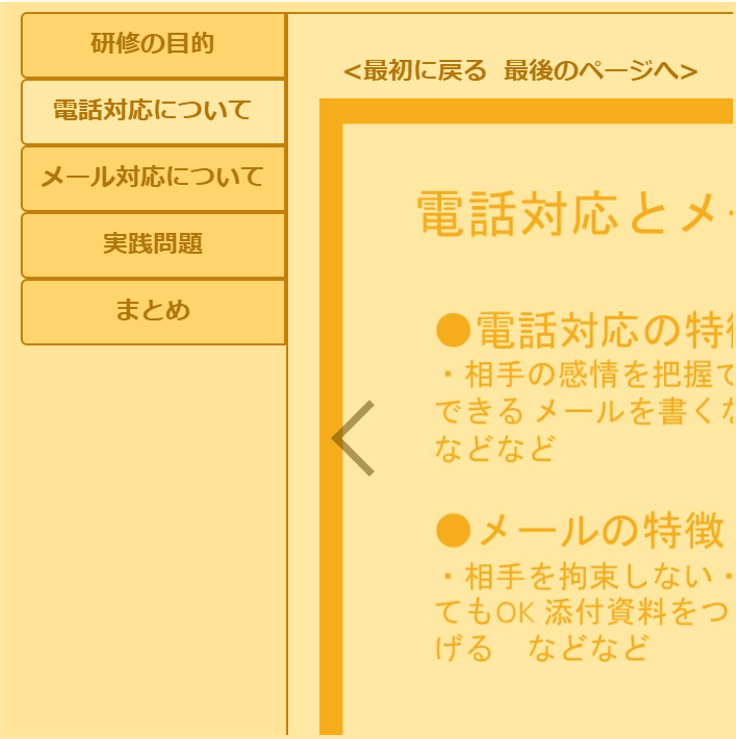 研修の目的
電話対応について
メール対応について
実践問題
まとめ
<最初に戻る 最後のページへ>
電話対応とメ
●電話対応の特
・相手の感情を把握で
できる メールを書くな
などなど
●メールの特徴
・相手を拘束しない・
てもOK 添付資料をつ
げる　などなど